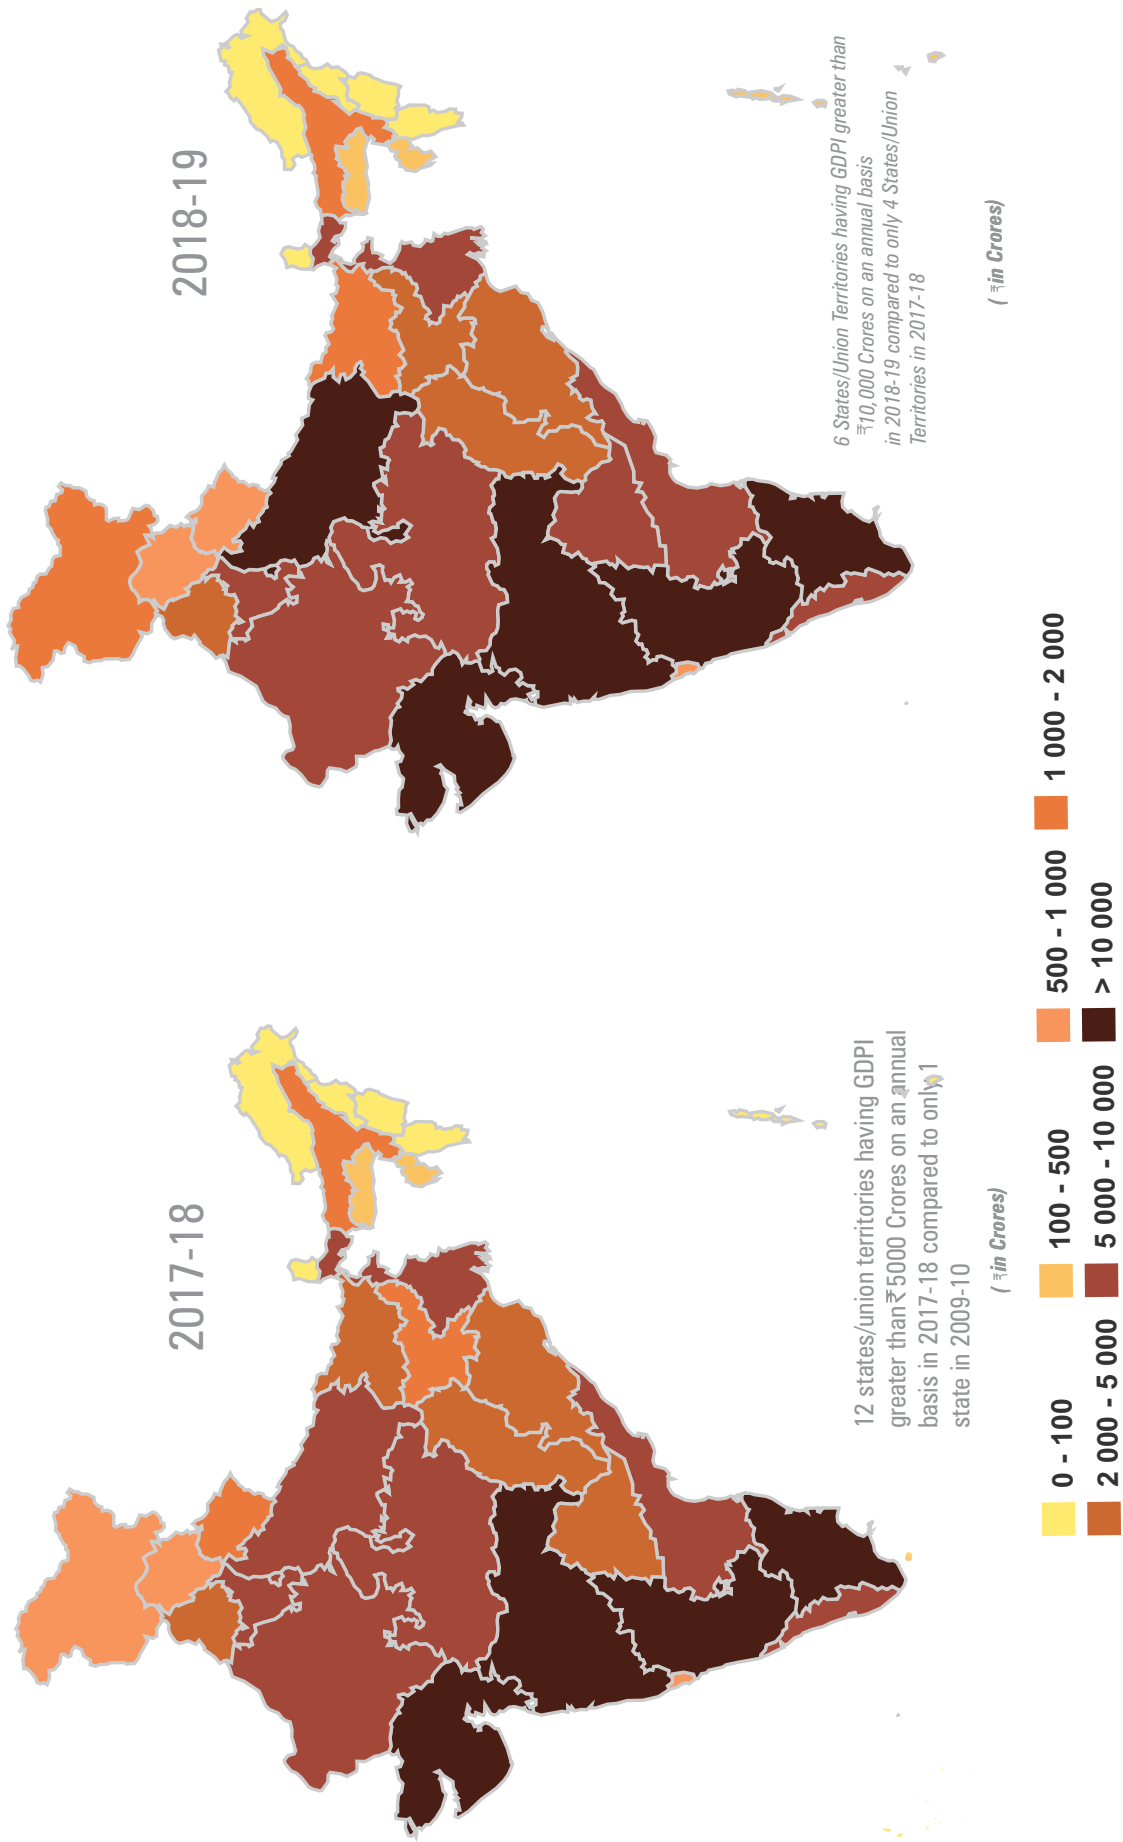 2017-18
12 states/union territories having GDPI
greater than ₹ 5000 Crores on an annual
basis in 2017-18 compared to only 1
state in 2009-10
( ₹in Crores)
2018-19
6 States/Union Territories having GDPI greater than
₹10,000 Crores on an annual basis
in 2018-19 compared to only 4 States/Union
Territories in 2017-18
( ₹in Crores)
0 - 100
100 - 500
500 - 1 000
1 000 - 2 000
2 000 - 5 000
5 000 - 10 000
> 10 000